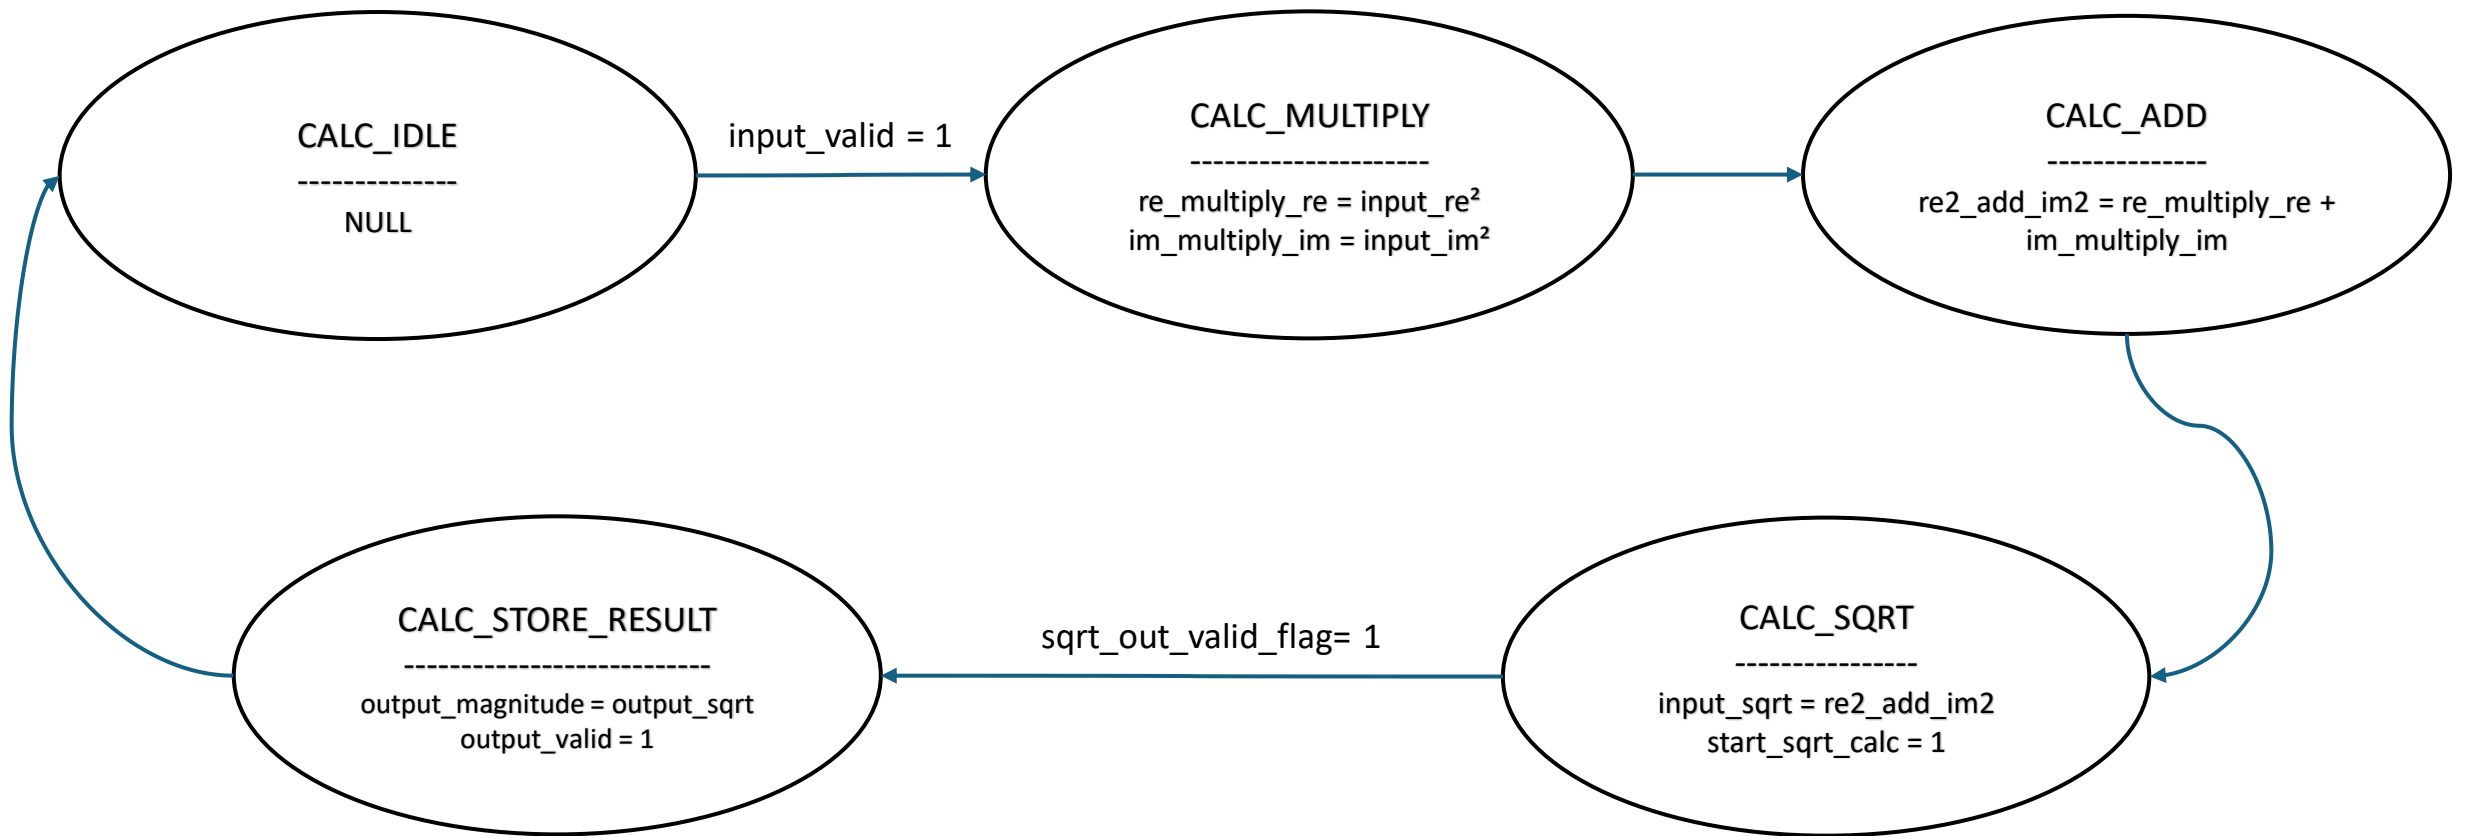 CALC_IDLE
--------------
NULL
input_valid = 1
CALC_MULTIPLY
---------------------
re_multiply_re = input_re²
im_multiply_im = input_im²
CALC_ADD
--------------
re2_add_im2 = re_multiply_re +
im_multiply_im
CALC_STORE_RESULT
---------------------------
output_magnitude = output_sqrt
output_valid = 1
sqrt_out_valid_flag= 1
CALC_SQRT
----------------
input_sqrt = re2_add_im2
start_sqrt_calc = 1